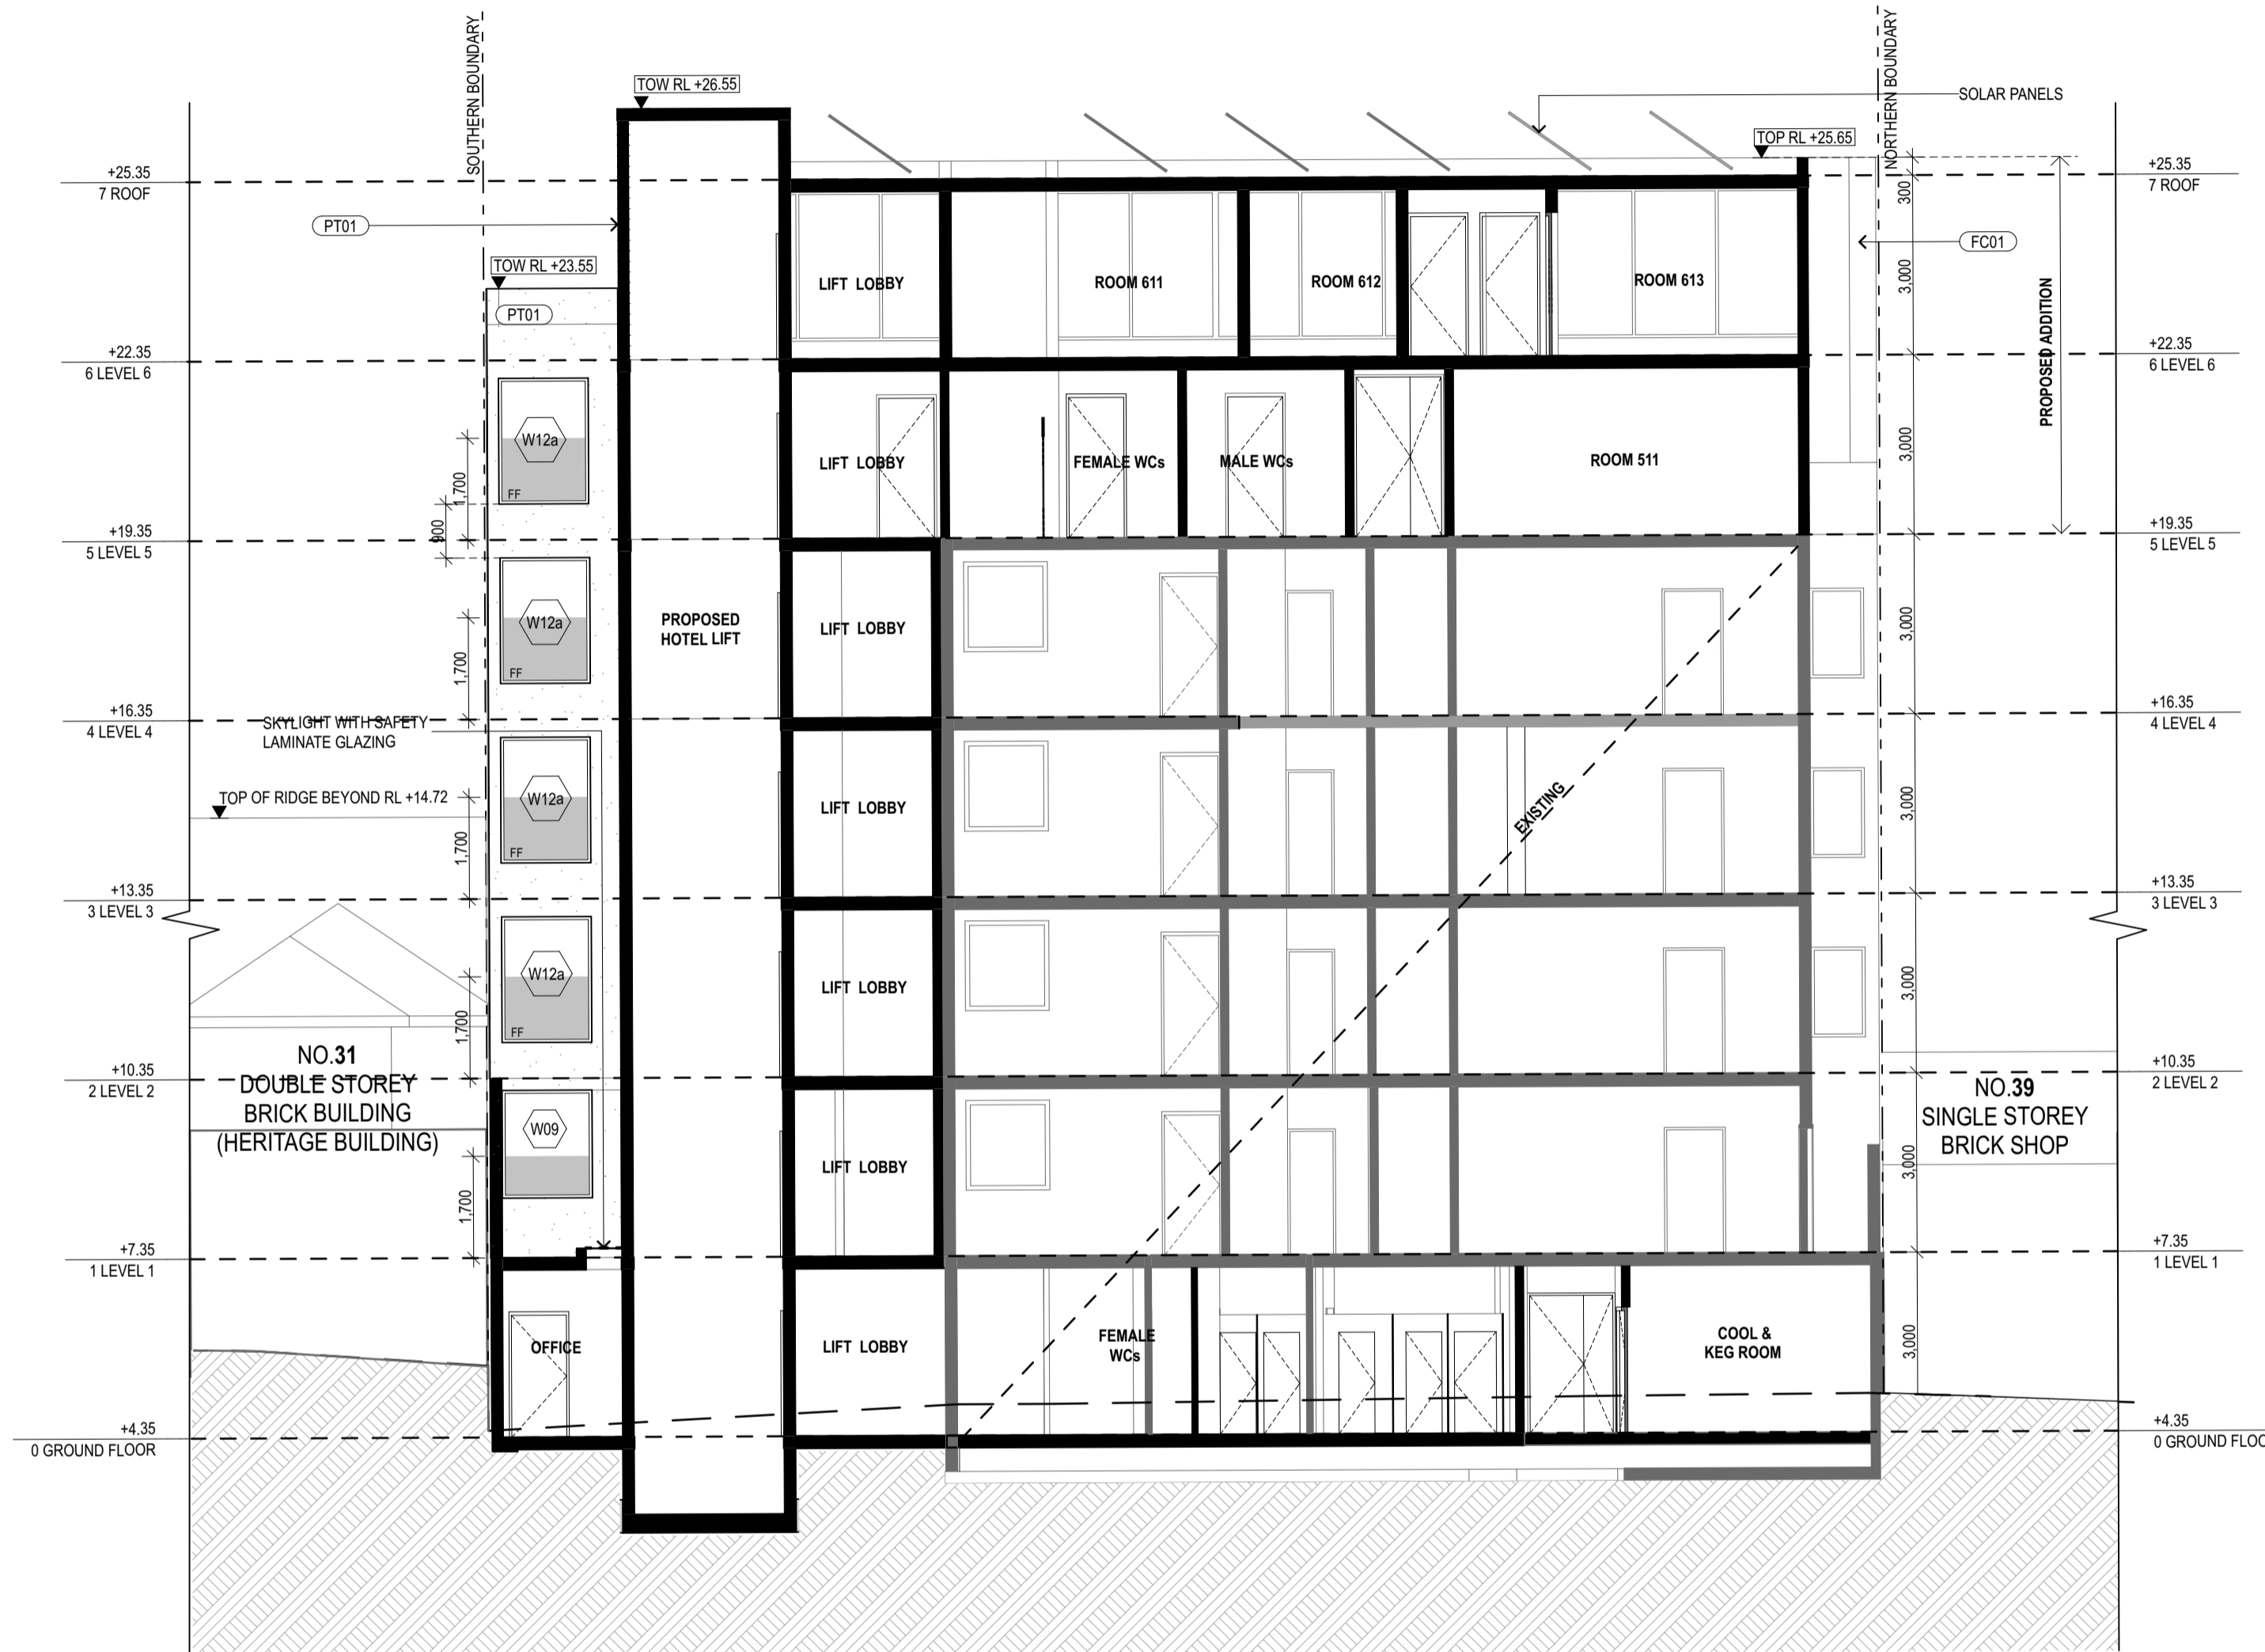 SOUTHERN BOUNDARY
NORTHERN BOUNDARY
TOW RL +26.55
SOLAR PANELS
TOP RL +25.65
+25.35
7 ROOF
+25.35
7 ROOF
300
PT01
FC01
TOW RL +23.55
PT01
LIFT LOBBY
ROOM 611
ROOM 612
ROOM 613
3,000
PROPOSED ADDITION
+22.35
6 LEVEL 6
+22.35
6 LEVEL 6
W12a
FF
1,700
900
LIFT LOBBY
FEMALE WCs
MALE WCs
ROOM 511
3,000
+19.35
5 LEVEL 5
+19.35
5 LEVEL 5
W12a
FF
1,700
PROPOSED
HOTEL LIFT
LIFT LOBBY
3,000
+16.35
4 LEVEL 4
+16.35
4 LEVEL 4
SKYLIGHT WITH SAFETY
LAMINATE GLAZING
TOP OF RIDGE BEYOND RL +14.72
W12a
FF
1,700
LIFT LOBBY
EXISTING
3,000
+13.35
3 LEVEL 3
+13.35
3 LEVEL 3
W12a
FF
1,700
LIFT LOBBY
3,000
+10.35
2 LEVEL 2
+10.35
2 LEVEL 2
NO.31
DOUBLE STOREY
BRICK BUILDING
(HERITAGE BUILDING)
NO.39
SINGLE STOREY
BRICK SHOP
W09
1,700
LIFT LOBBY
3,000
+7.35
1 LEVEL 1
+7.35
1 LEVEL 1
OFFICE
LIFT LOBBY
FEMALE
WCs
COOL &
KEG ROOM
3,000
+4.35
0 GROUND FLOOR
+4.35
0 GROUND FLOO